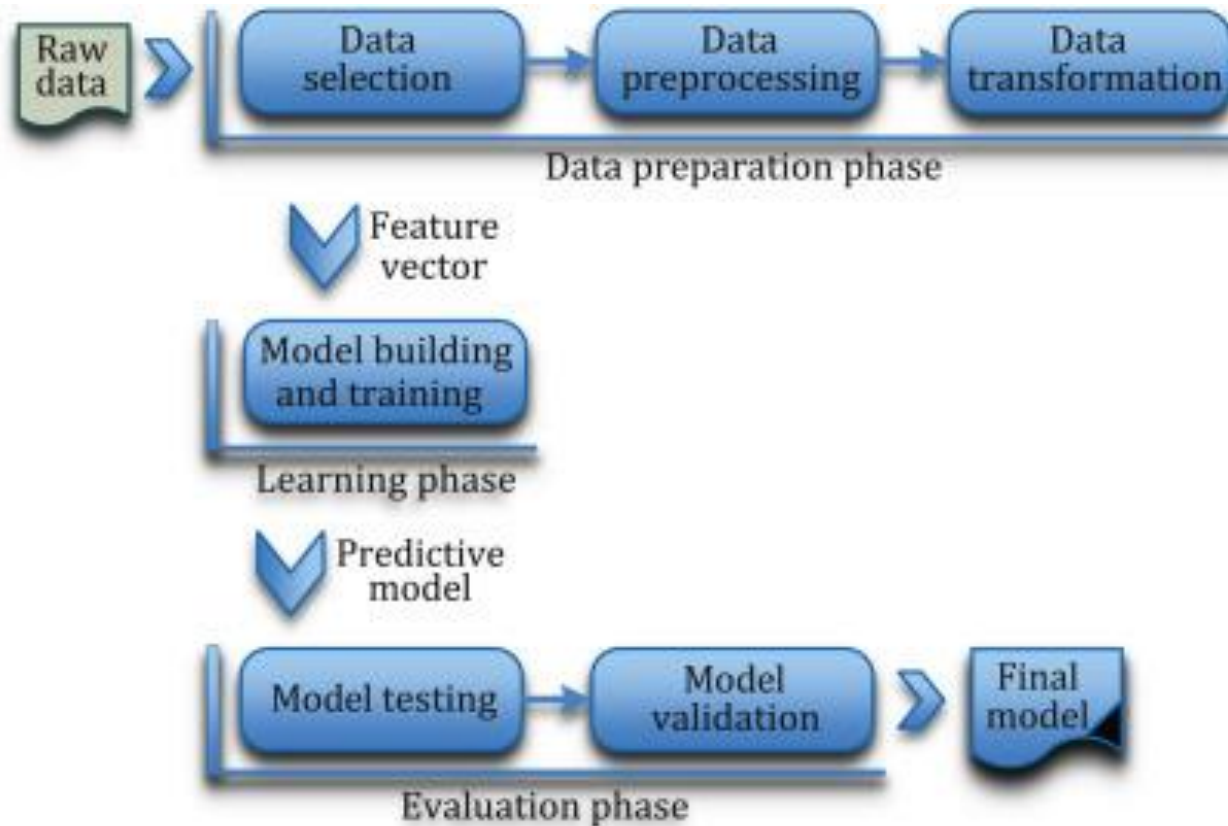 Raw
data
Data
selection
Data
preprocessing
Data
transformation
Data preparation phase
Feature
vector
Model building
and training
Learning phase
Predictive
model
Model testing
Model
validation
Final
model
Evaluation phase